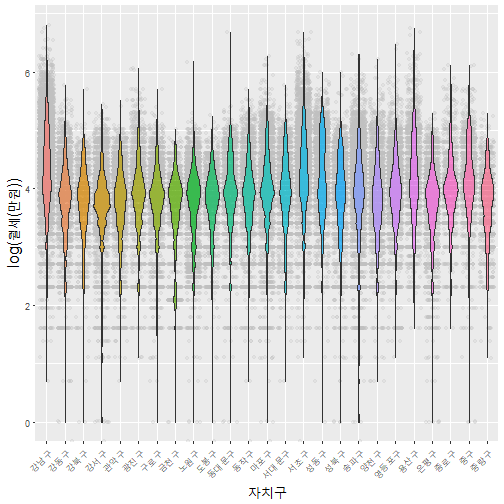 log(월세(만원))
6
4
2
0
강남구
강동구
강북구
강서구
관악구
광진구
구로구
금천구
노원구
도봉구
동대문구
동작구
마포구
서대문구
서초구
성동구
성북구
송파구
양천구
영등포구
용산구
은평구
종로구
중구
중랑구
자치구